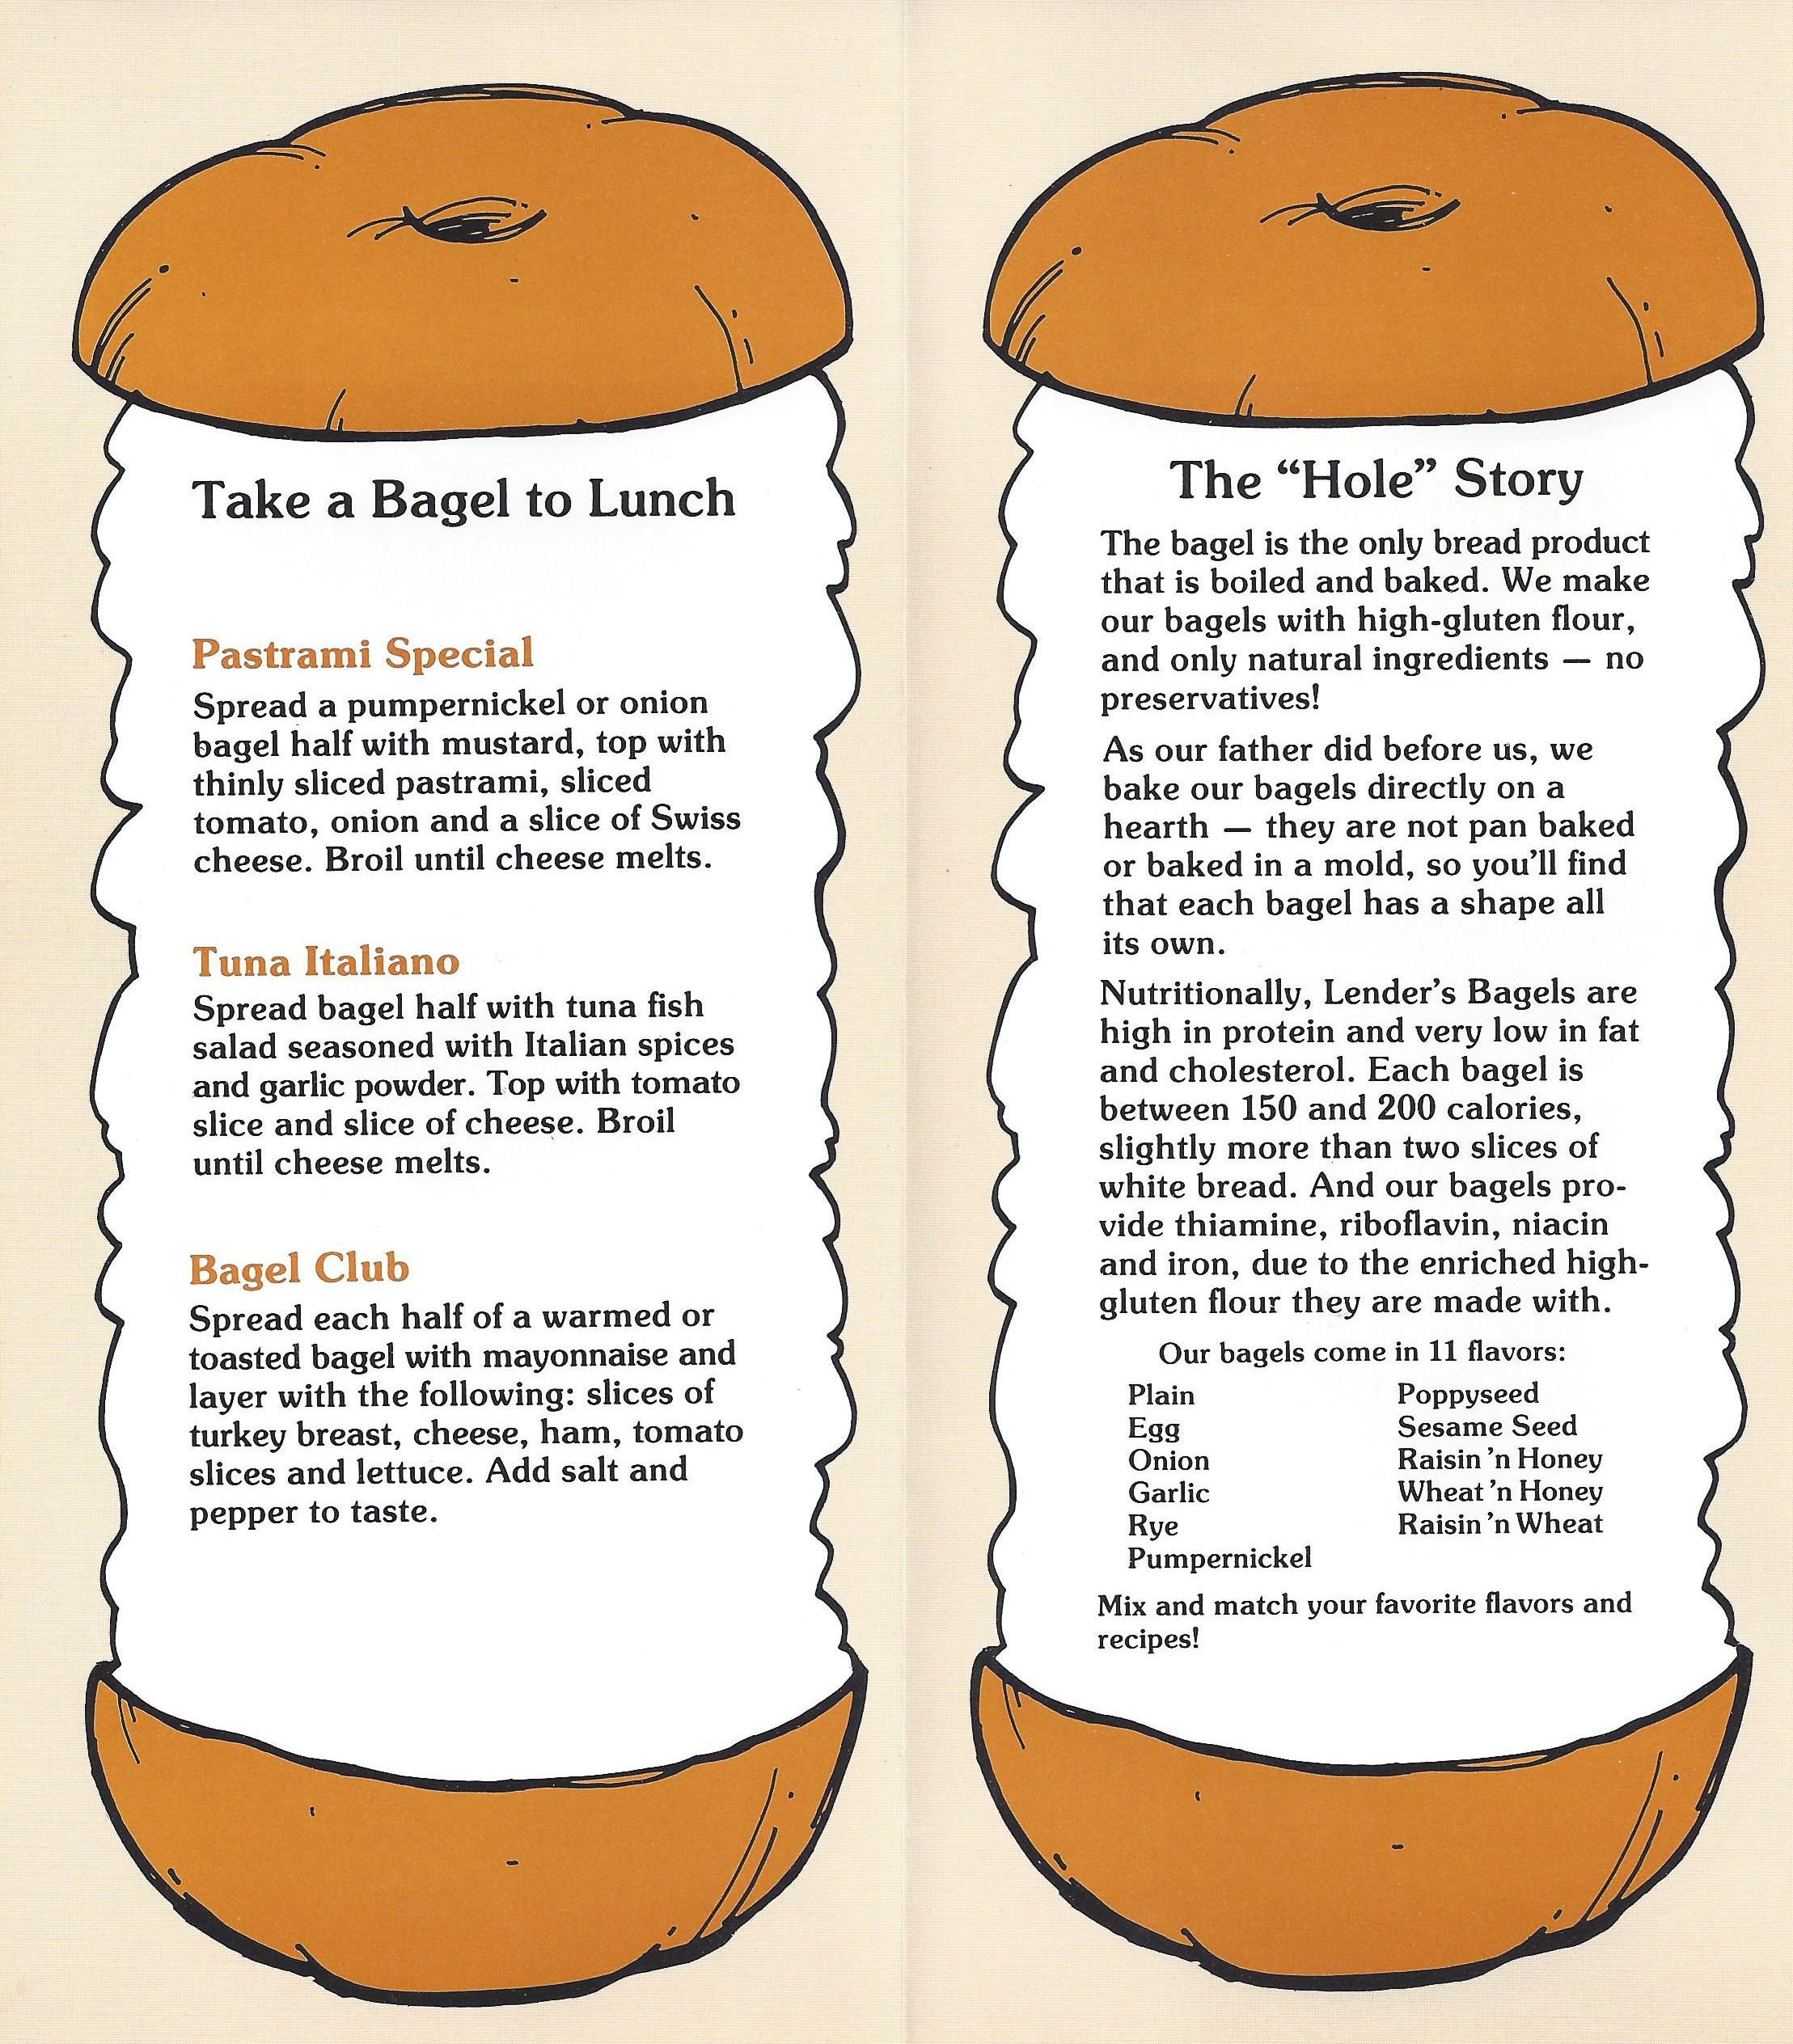 Take a Bagel to Lunch
Pastrami Special
Spread a pumpernickel or onion
bagel half with mustard, top with
thinly sliced pastrami, sliced
tomato, onion and a slice of Swiss
cheese. Broil until cheese melts.
Tuna Italiano
Spread bagel half with tuna fish
salad seasoned with Italian spices
and garlic powder. Top with tomato
slice and slice of cheese. Broil
until cheese melts.
Bagel Club
Spread each half of a warmed or
toasted bagel with mayonnaise and
layer with the following: slices of
turkey breast, cheese, ham, tomato
slices and lettuce. Add salt and
pepper to taste.
The “Hole” Story
The bagel is the only bread product
that is boiled and baked. We make
our bagels with high-gluten flour,
and only natural ingredients — no
preservatives!
As our father did before us, we
bake our bagels directly on a
hearth — they are not pan baked
or baked in a mold, so you’ll find
that each bagel has a shape all
its own.
Nutritionally, Lender’s Bagels are
high in protein and very low in fat
and cholesterol. Each bagel is
between 150 and 200 calories,
slightly more than two slices of
white bread. And our bagels pro-
vide thiamine, riboflavin, niacin
and iron, due to the enriched high-
gluten flour they are made with.
Our bagels come in 11 flavors:
Plain
Egg
Onion
Garlic
Rye
Pumpernickel
Poppyseed
Sesame Seed
Raisin ’n Honey
Wheat ’n Honey
Raisin ’n Wheat
Mix and match your favorite flavors and
recipes!